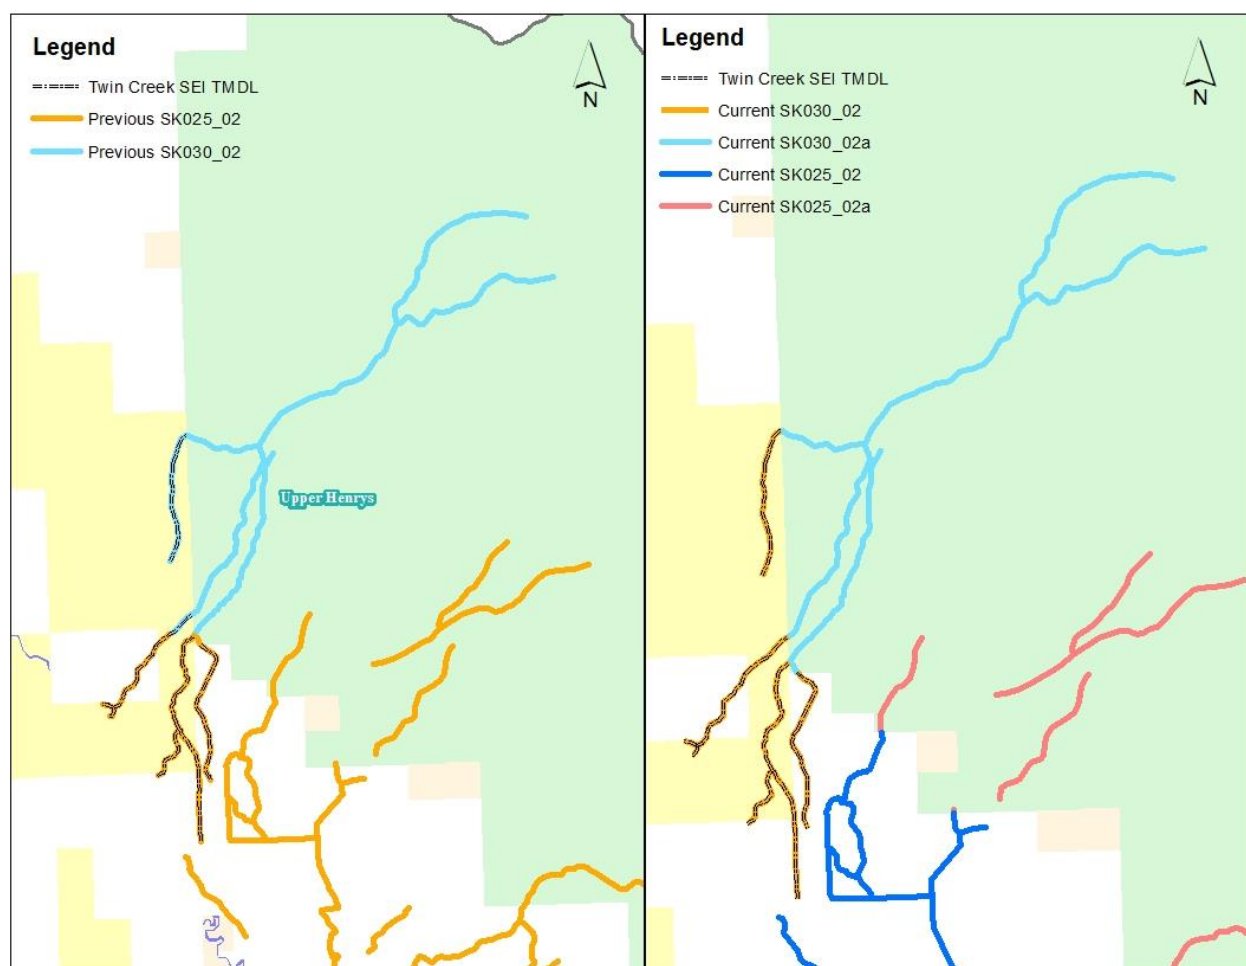 Legend
Twin Creek SEI TMDL
Previous SK025_02
Previous SK030_02
N
Upper Henrys
Legend
Twin Creek SEI TMDL
Current SK030_02
Current SK030_02a
Current SK025_02
Current SK025_02a
N